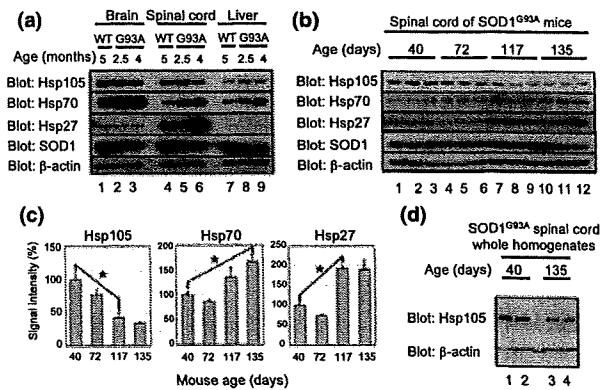 (a)
Brain Spinal cord Liver
WT G93A WT G93A WT G93A
Age (months) 5 2.5 4 5 2.5 4 5 2.5 4
Blot: Hsp105
Blot: Hsp70
Blot: Hsp27
Blot: SOD1
Blot: β-actin
1 2 3 4 5 6 7 8 9
(b)
Spinal cord of SOD1G93A mice
Age (days) 40 72 117 135
Blot: Hsp105
Blot: Hsp70
Blot: Hsp27
Blot: SOD1
Blot: β-actin
1 2 3 4 5 6 7 8 9 10 11 12
(c)
Hsp105
Signal intensity (%)
150
100
50
0
40 72 117 135
Hsp70
200
150
100
50
0
40 72 117 135
Hsp27
250
200
150
100
50
0
40 72 117 135
Mouse age (days)
(d)
SOD1G93A spinal cord
whole homogenates
Age (days) 40 135
Blot: Hsp105
Blot: β-actin
1 2 3 4